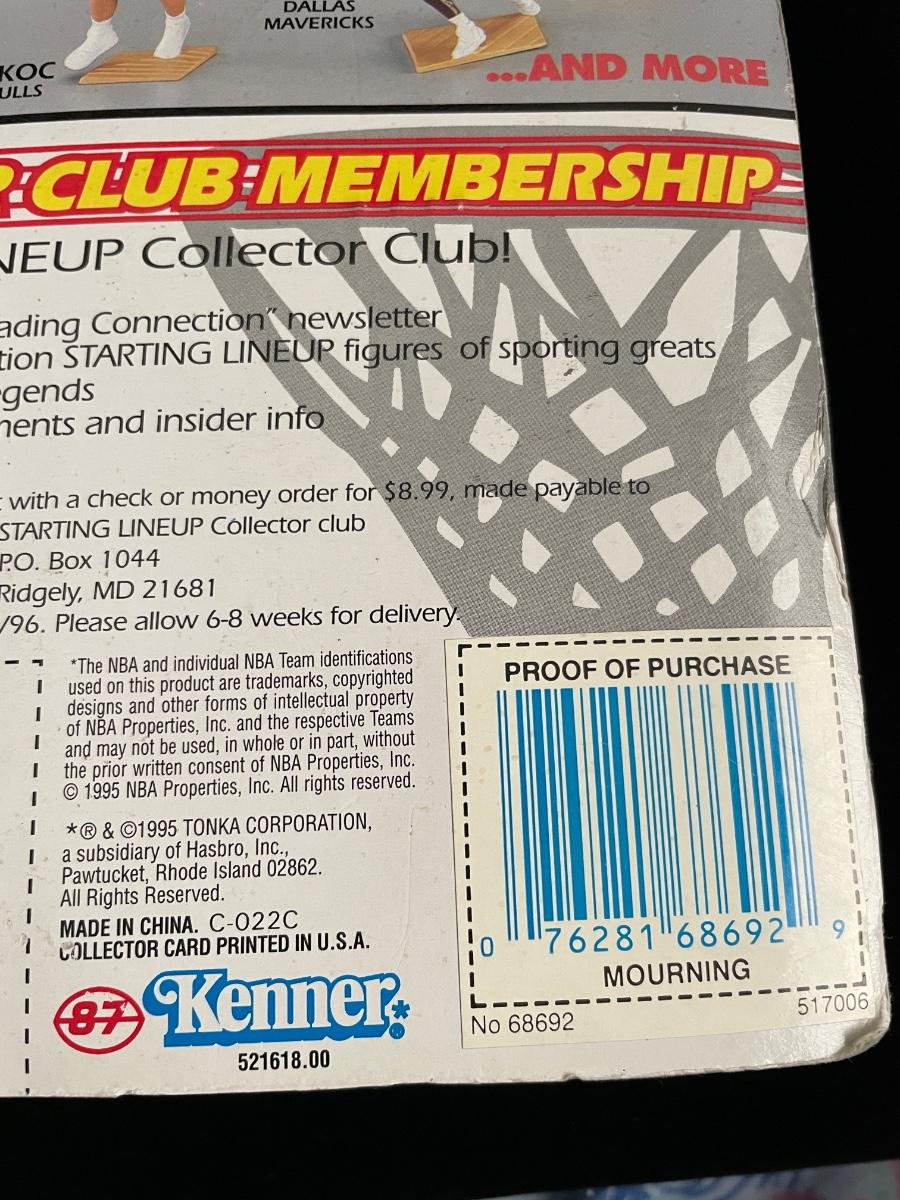 DALLAS
MAVERICKS
KOC
ULLS
...AND MORE
R CLUB MEMBERSHIP
NEUP Collector Club!
ading Connection" newsletter
tion STARTING LINEUP figures of sporting greats
egends
nents and insider info
with a check or money order for $8.99, made payable to
STARTING LINEUP Collector club
P.O. Box 1044
Ridgely, MD 21681
/96. Please allow 6-8 weeks for delivery.
*The NBA and individual NBA Team identifications
used on this product are trademarks, copyrighted
designs and other forms of intellectual property
of NBA Properties, Inc. and the respective Teams
and may not be used, in whole or in part, without
the prior written consent of NBA Properties, Inc.
© 1995 NBA Properties, Inc. All rights reserved.
*® & ©1995 TONKA CORPORATION,
a subsidiary of Hasbro, Inc.,
Pawtucket, Rhode Island 02862.
All Rights Reserved.
MADE IN CHINA. C-022C
COLLECTOR CARD PRINTED IN U.S.A.
87 Kenner*®
521618.00
PROOF OF PURCHASE
0 76281 68692 9
MOURNING
No 68692
517006